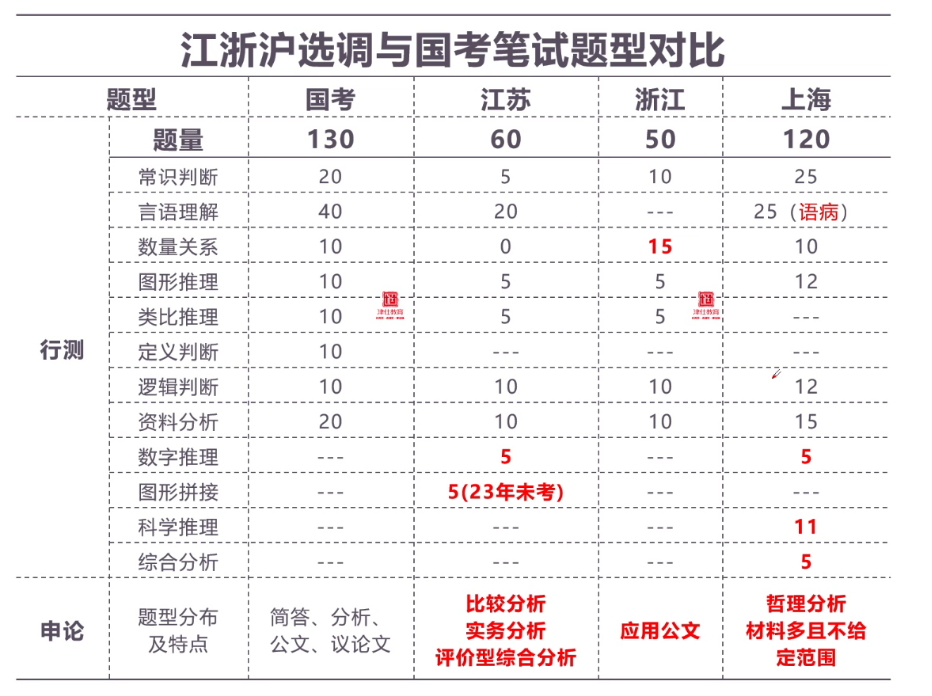 江浙沪选调与国考笔试题型对比
题型 国考 江苏 浙江 上海
题量 130 60 50 120
常识判断 20 5 10 25
言语理解 40 20 --- 25（语病）
数量关系 10 0 15 10
图形推理 10 5 5 12
津仕教育 津仕教育
类比推理 10 5 5 ---
行测
定义判断 10 --- --- ---
逻辑判断 10 10 10 12
资料分析 20 10 10 15
数字推理 --- 5 --- 5
图形拼接 --- 5(23年未考) --- ---
科学推理 --- --- --- 11
综合分析 --- --- --- 5
申论
题型分布
及特点
简答、分析、
公文、议论文
比较分析
实务分析
评价型综合分析
应用公文
哲理分析
材料多且不给
定范围